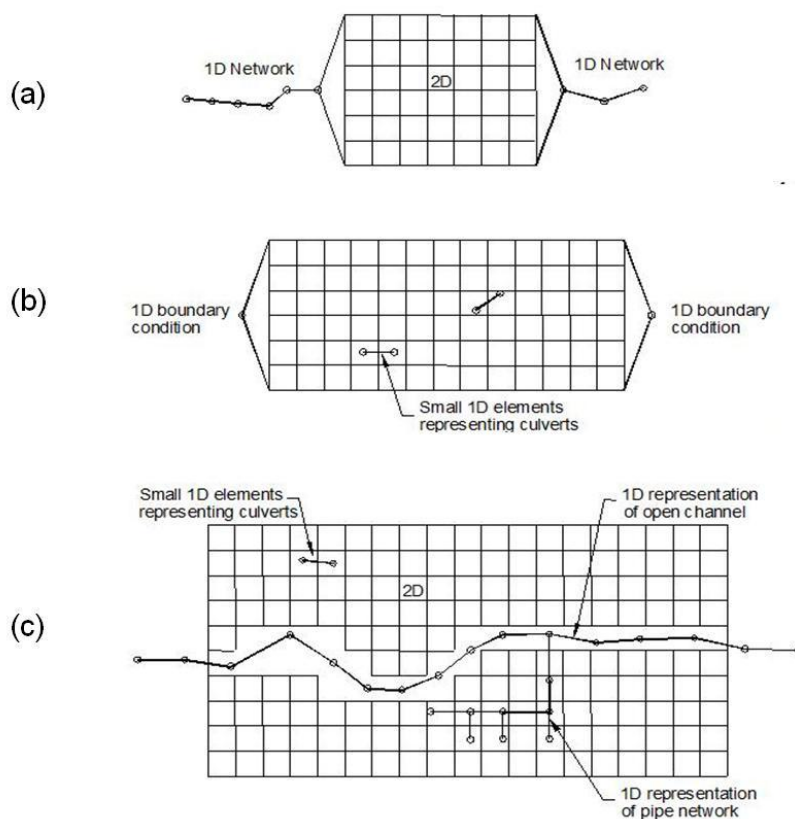 (a)
1D Network
2D
1D Network
(b)
1D boundary
condition
1D boundary
condition
Small 1D elements
representing culverts
(c)
Small 1D elements
representing culverts
1D representation
of open channel
2D
1D representation
of pipe network